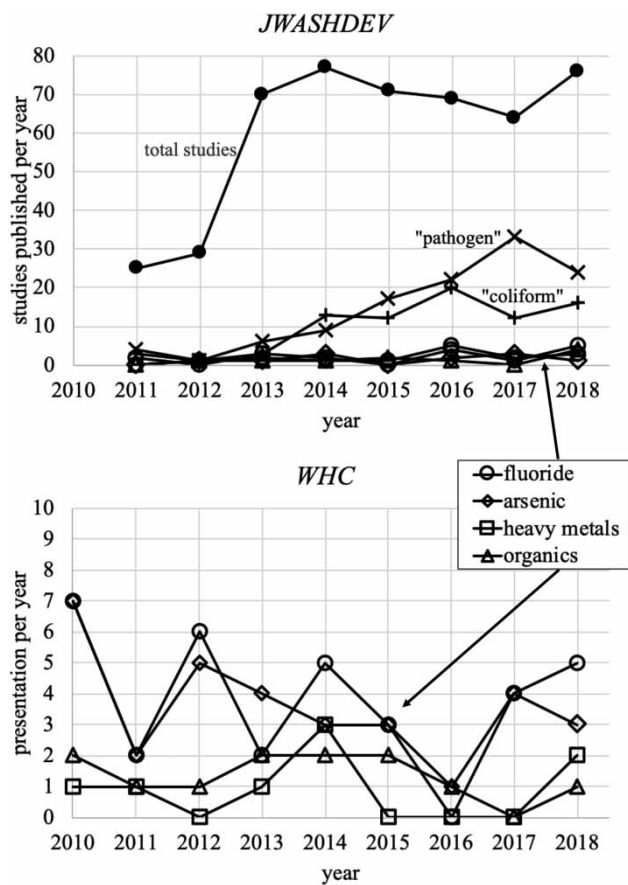 JWASHDEV
80
70
60
50
40
30
20
10
0
studies published per year
total studies
"pathogen"
"coliform"
2010 2011 2012 2013 2014 2015 2016 2017 2018
year
WHC
fluoride
arsenic
heavy metals
organics
10
9
8
7
6
5
4
3
2
1
0
presentation per year
2010 2011 2012 2013 2014 2015 2016 2017 2018
year